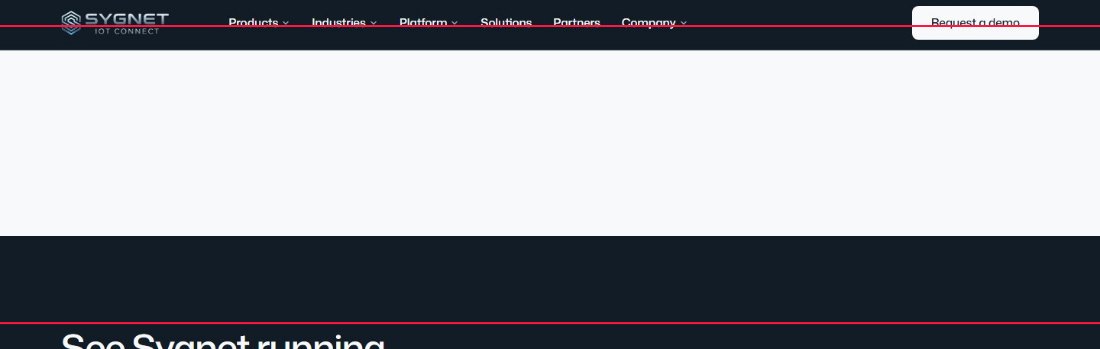 SYGNET
IOT CONNECT
Products Industries Platform Solutions Partners Company Request a demo
See Sygnet running